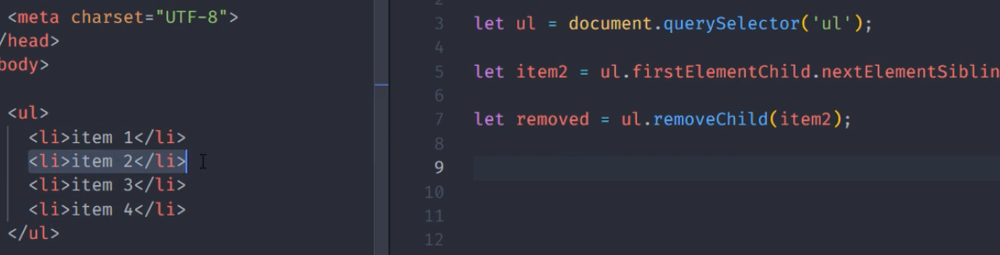 <meta charset="UTF-8">
/head>
body>
<ul>
<li>item 1</li>
<li>item 2</li>
<li>item 3</li>
<li>item 4</li>
</ul>
2
3 let ul = document.querySelector('ul');
4
5 let item2 = ul.firstElementChild.nextElementSiblin
6
7 let removed = ul.removeChild(item2);
8
9
10
11
12